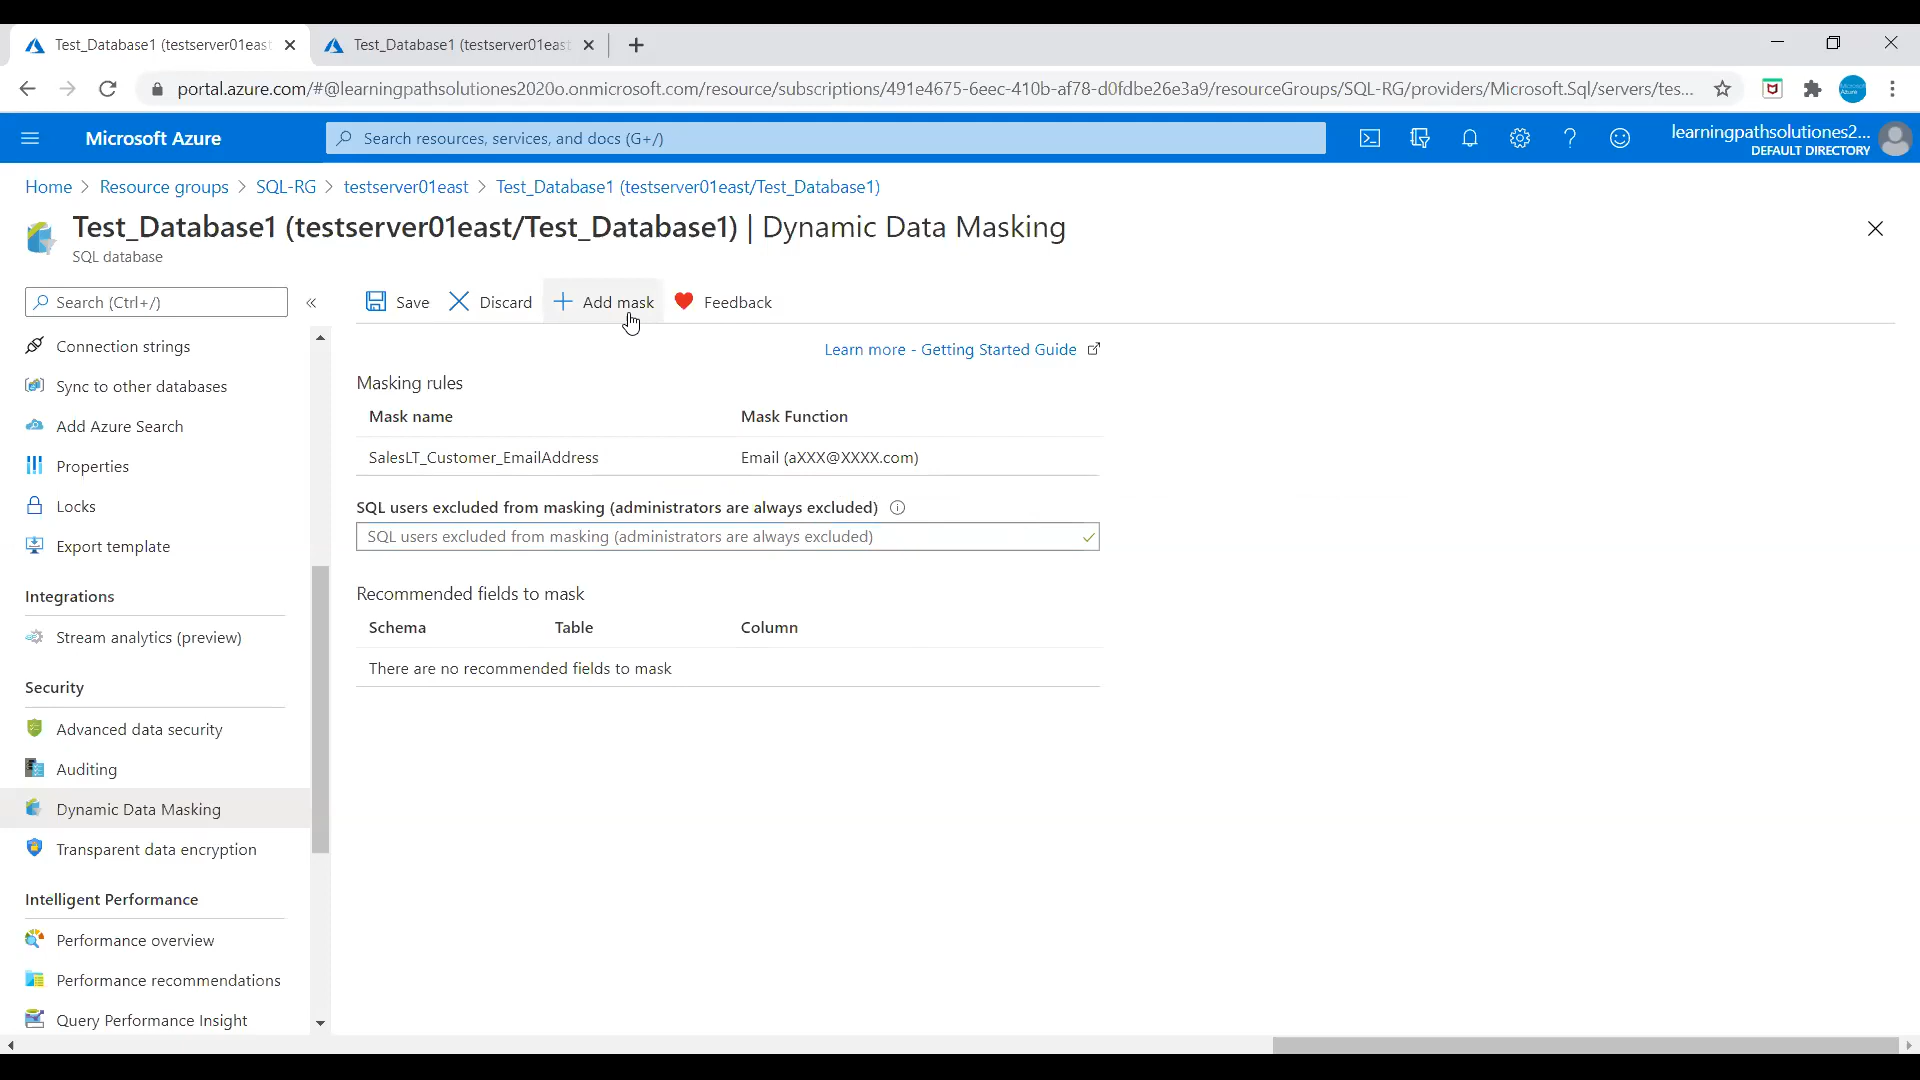 Test_Database1 (testserver01east
Test_Database1 (testserver01east
portal.azure.com/#@learningpathsolutiones2020o.onmicrosoft.com/resource/subscriptions/491e4675-6eec-410b-af78-d0fdbe26e3a9/resourceGroups/SQL-RG/providers/Microsoft.Sql/servers/tes...
Microsoft Azure
Search resources, services, and docs (G+/)
learningpathsolutiones2...
DEFAULT DIRECTORY
Home > Resource groups > SQL-RG > testserver01east > Test_Database1 (testserver01east/Test_Database1)
Test_Database1 (testserver01east/Test_Database1) | Dynamic Data Masking
SQL database
Search (Ctrl+/)
Connection strings
Sync to other databases
Add Azure Search
Properties
Locks
Export template
Integrations
Stream analytics (preview)
Security
Advanced data security
Auditing
Dynamic Data Masking
Transparent data encryption
Intelligent Performance
Performance overview
Performance recommendations
Query Performance Insight
Save
Discard
Add mask
Feedback
Learn more - Getting Started Guide
Masking rules
Mask name Mask Function
SalesLT_Customer_EmailAddress Email (aXXX@XXXX.com)
SQL users excluded from masking (administrators are always excluded)
SQL users excluded from masking (administrators are always excluded)
Recommended fields to mask
Schema Table Column
There are no recommended fields to mask